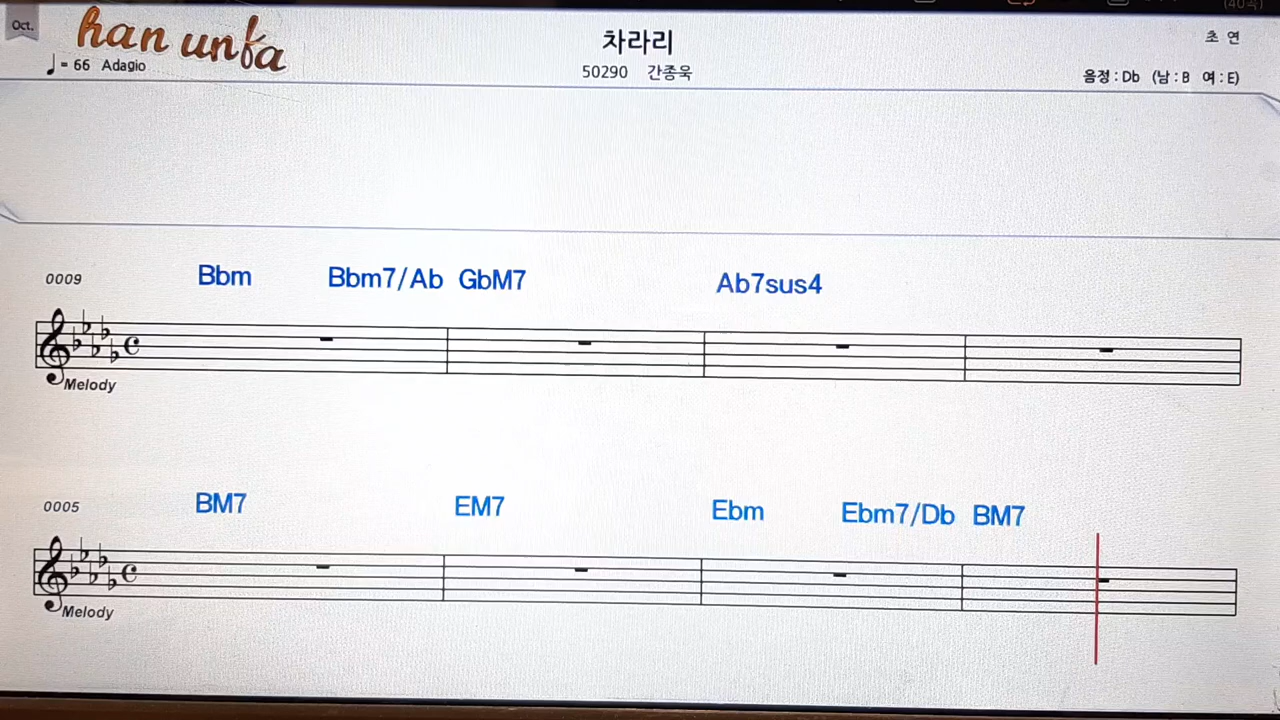 Oct.
han unfa
차라리
초 연
♩= 66 Adagio
50290 간종욱
음정 : Db (남 : B 여 : E)
0009
Bbm Bbm7/Ab GbM7 Ab7sus4
Melody
0005
BM7 EM7 Ebm Ebm7/Db BM7
Melody